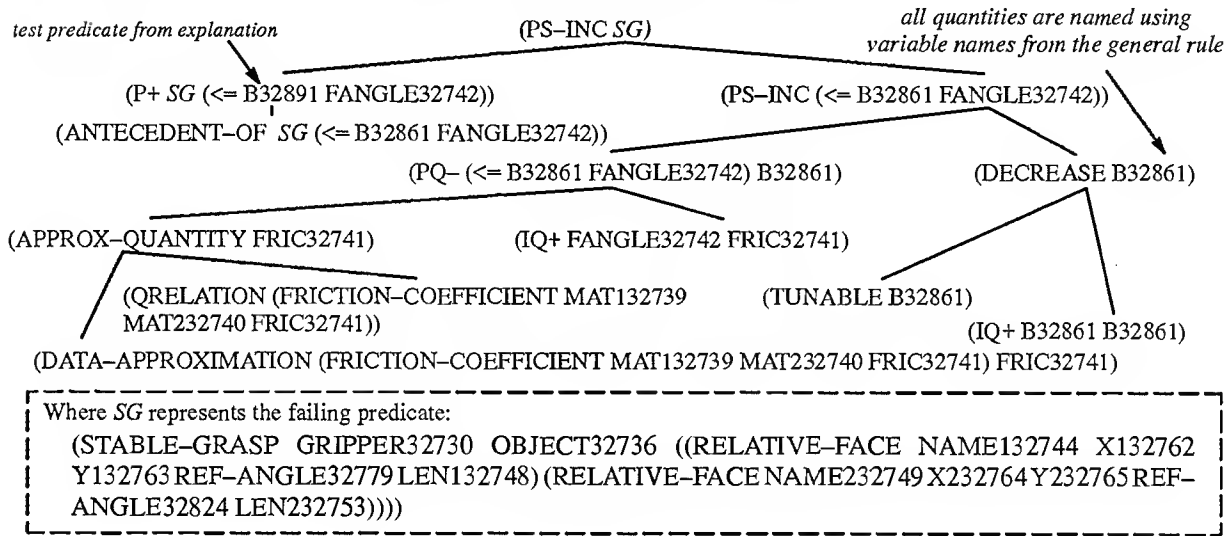 test predicate from explanation
(PS–INC SG)
all quantities are named using
variable names from the general rule
(P+ SG (<= B32891 FANGLE32742))
(PS–INC (<= B32861 FANGLE32742))
(ANTECEDENT–OF SG (<= B32861 FANGLE32742))
(PQ– (<= B32861 FANGLE32742) B32861)
(DECREASE B32861)
(APPROX–QUANTITY FRIC32741)
(IQ+ FANGLE32742 FRIC32741)
(QRELATION (FRICTION–COEFFICIENT MAT132739
MAT232740 FRIC32741))
(TUNABLE B32861)
(IQ+ B32861 B32861)
(DATA–APPROXIMATION (FRICTION–COEFFICIENT MAT132739 MAT232740 FRIC32741) FRIC32741)
Where SG represents the failing predicate:
(STABLE–GRASP GRIPPER32730 OBJECT32736 ((RELATIVE–FACE NAME132744 X132762
Y132763 REF–ANGLE32779 LEN132748) (RELATIVE–FACE NAME232749 X232764 Y232765 REF–
ANGLE32824 LEN232753))))